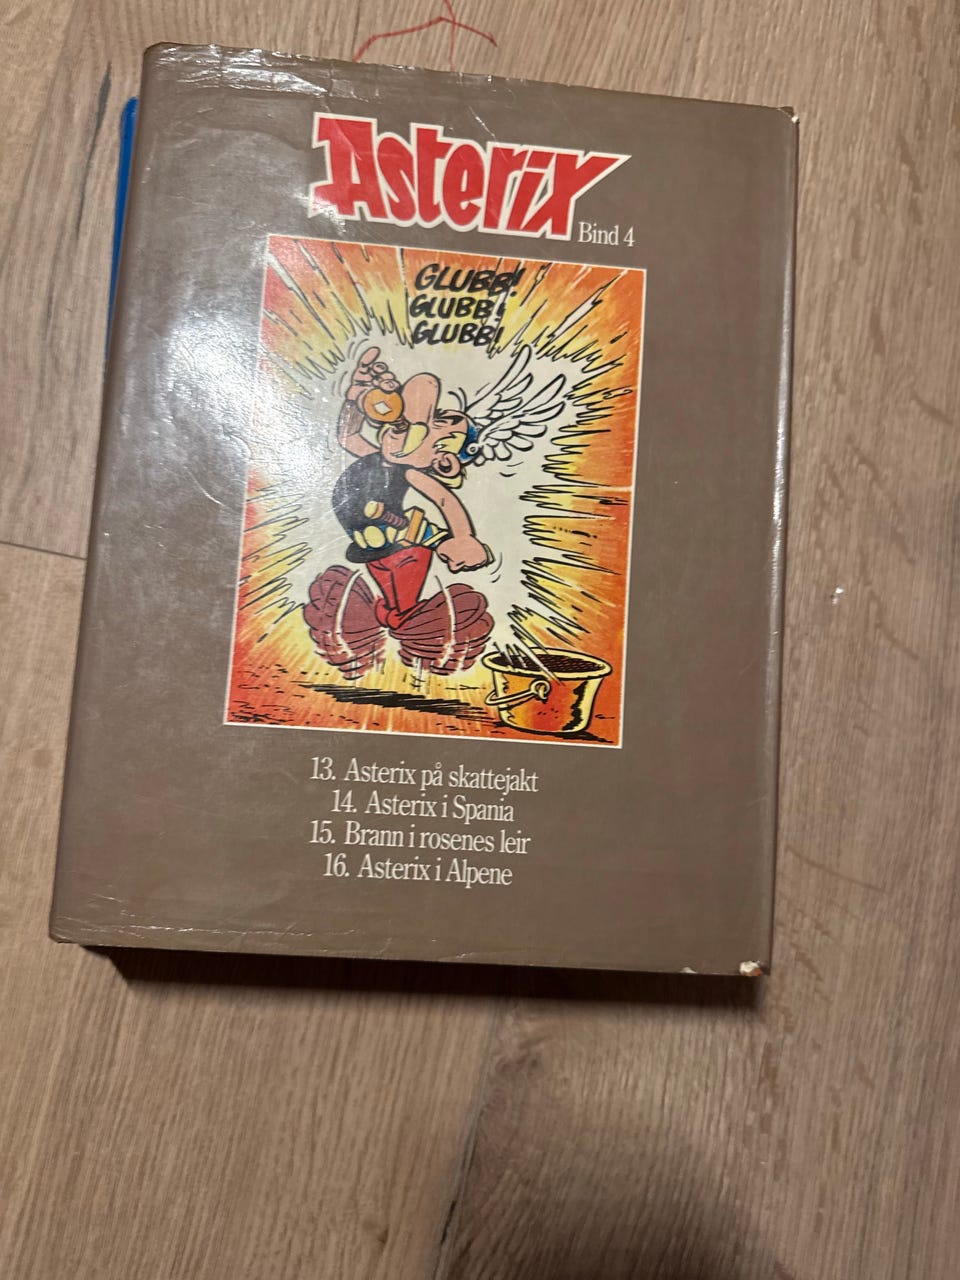 Asterix
Bind 4
GLUBB!
GLUBB!
GLUBB!
13. Asterix på skattejakt
14. Asterix i Spania
15. Brann i rosenes leir
16. Asterix i Alpene